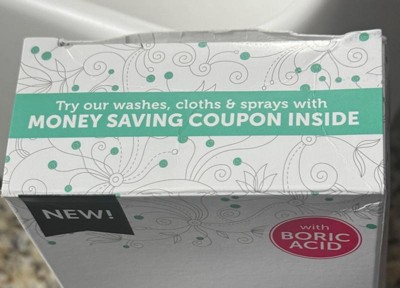 Try our washes, cloths & sprays with
MONEY SAVING COUPON INSIDE
NEW!
with
BORIC
ACID